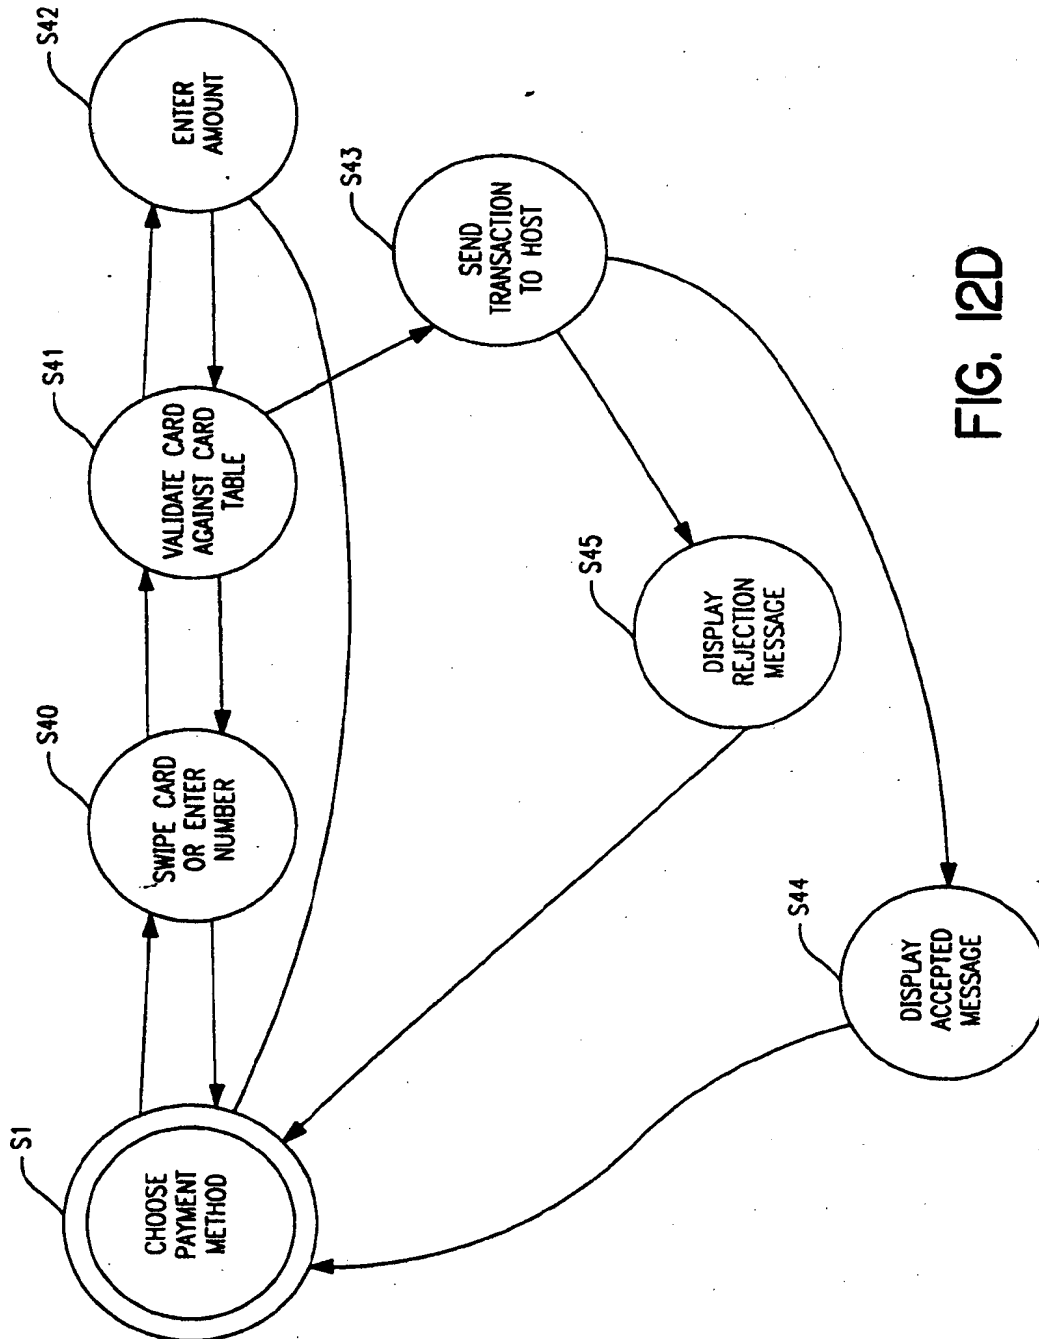 S1
CHOOSE
PAYMENT
METHOD
S40
SWIPE CARD
OR ENTER
NUMBER
S41
VALIDATE CARD
AGAINST CARD
TABLE
S42
ENTER
AMOUNT
S43
SEND
TRANSACTION
TO HOST
S45
DISPLAY
REJECTION
MESSAGE
S44
DISPLAY
ACCEPTED
MESSAGE
FIG. 12D